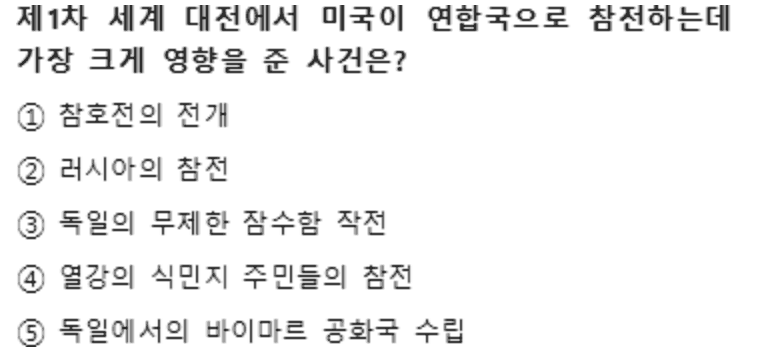 제1차 세계 대전에서 미국이 연합국으로 참전하는데
가장 크게 영향을 준 사건은?
① 참호전의 전개
② 러시아의 참전
③ 독일의 무제한 잠수함 작전
④ 열강의 식민지 주민들의 참전
⑤ 독일에서의 바이마르 공화국 수립